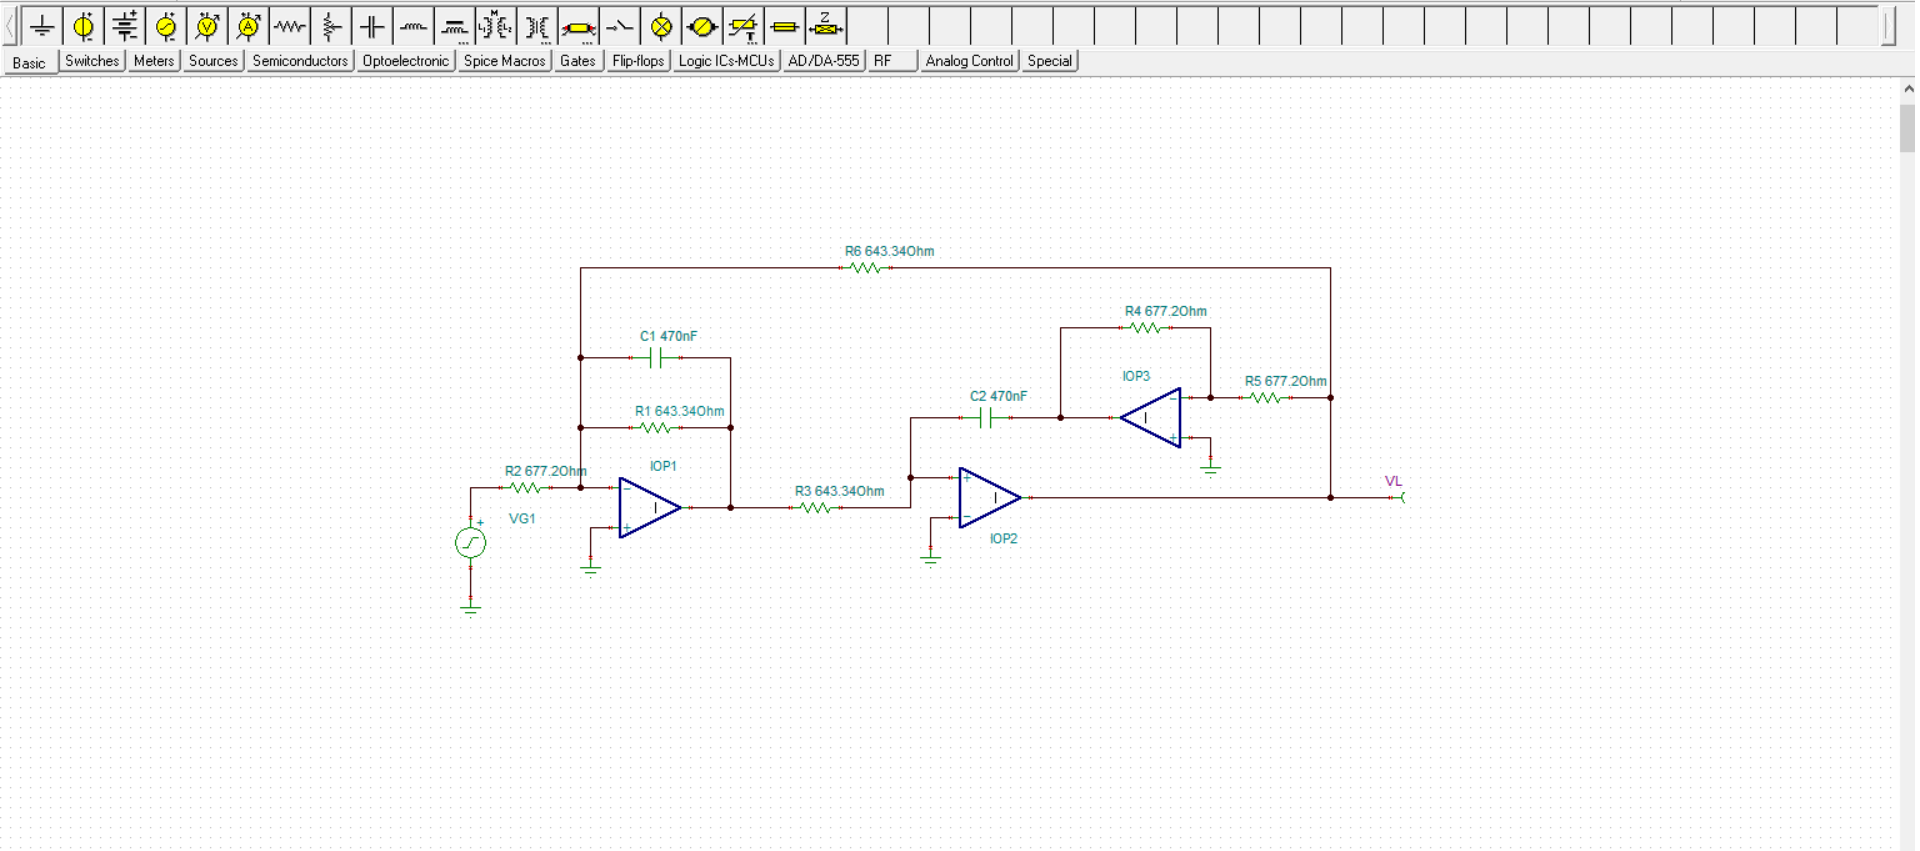 Basic Switches Meters Sources Semiconductors Optoelectronic Spice Macros Gates Flip-flops Logic ICs-MCUs AD/DA-555 RF Analog Control Special
R6 643.34Ohm
R4 677.2Ohm
C1 470nF
IOP3
R5 677.2Ohm
C2 470nF
R1 643.34Ohm
R2 677.2Ohm
IOP1
R3 643.34Ohm
VL
VG1
IOP2